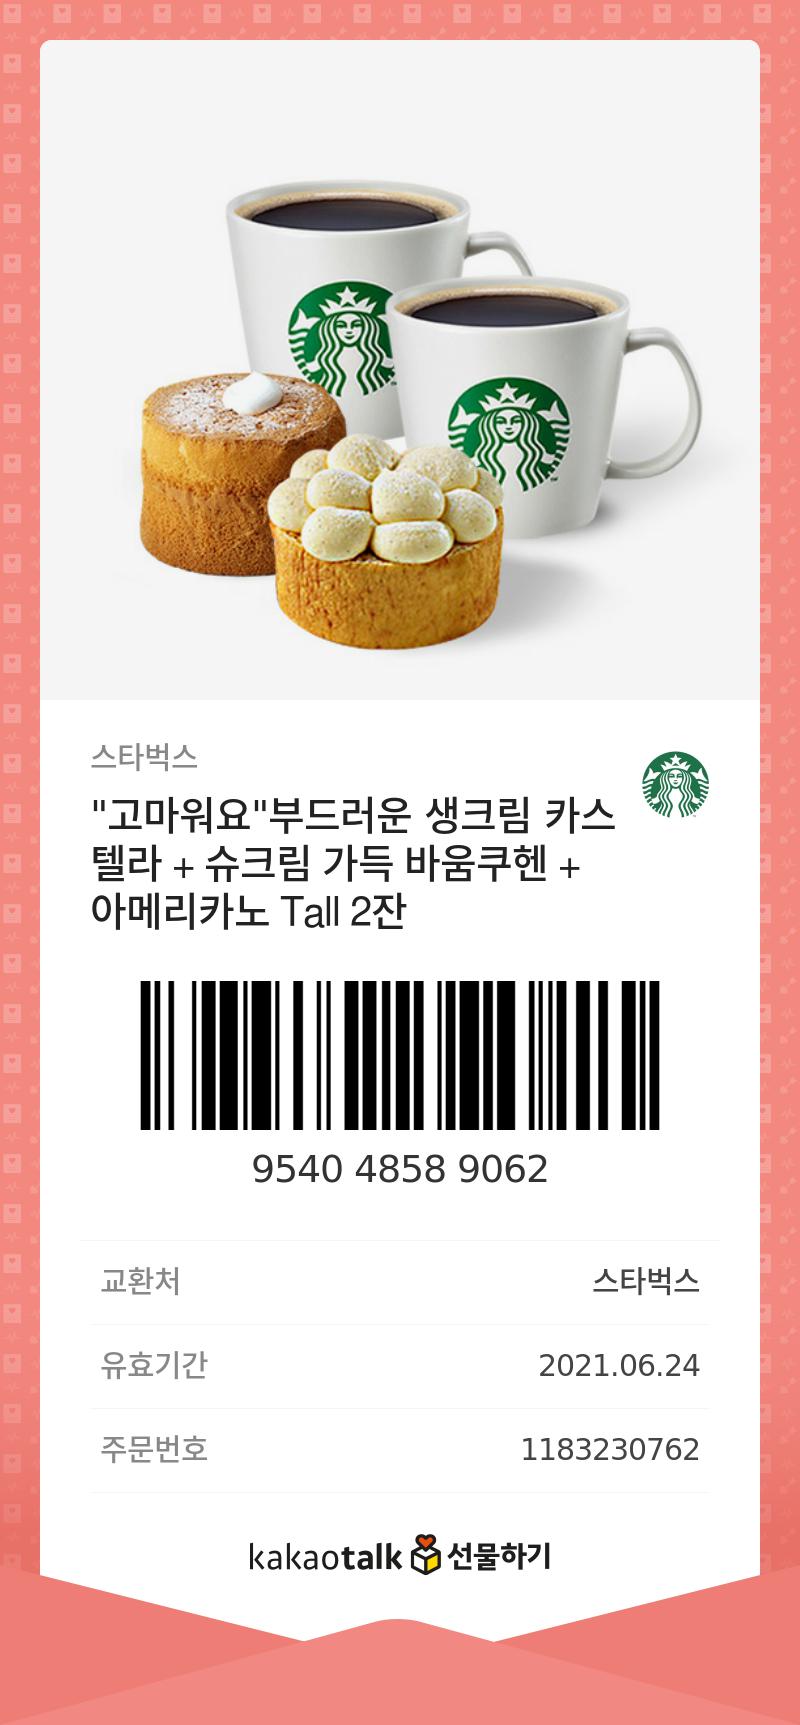 스타벅스
"고마워요"부드러운 생크림 카스
텔라 + 슈크림 가득 바움쿠헨 +
아메리카노 Tall 2잔
9540 4858 9062
교환처 스타벅스
유효기간 2021.06.24
주문번호 1183230762
kakaotalk 선물하기